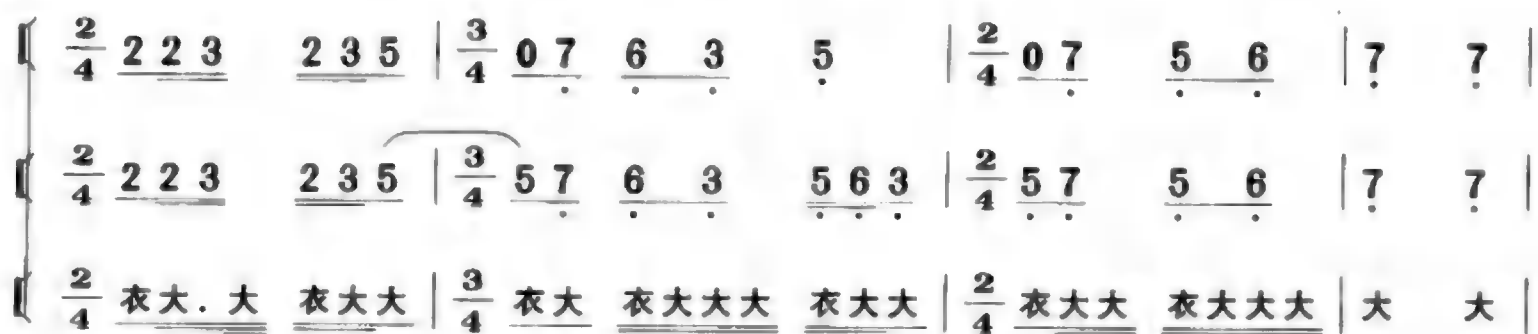 2/4 2 2 3 2 3 5 | 3/4 0 7 6 3 5 | 2/4 0 7 5 6 | 7 7 |
2/4 2 2 3 2 3 5 | 3/4 5 7 6 3 5 6 3 | 2/4 5 7 5 6 | 7 7 |
2/4 衣大. 大 衣大大 | 3/4 衣大 衣大大大 衣大大 | 2/4 衣大大 衣大大大 | 大 大 |